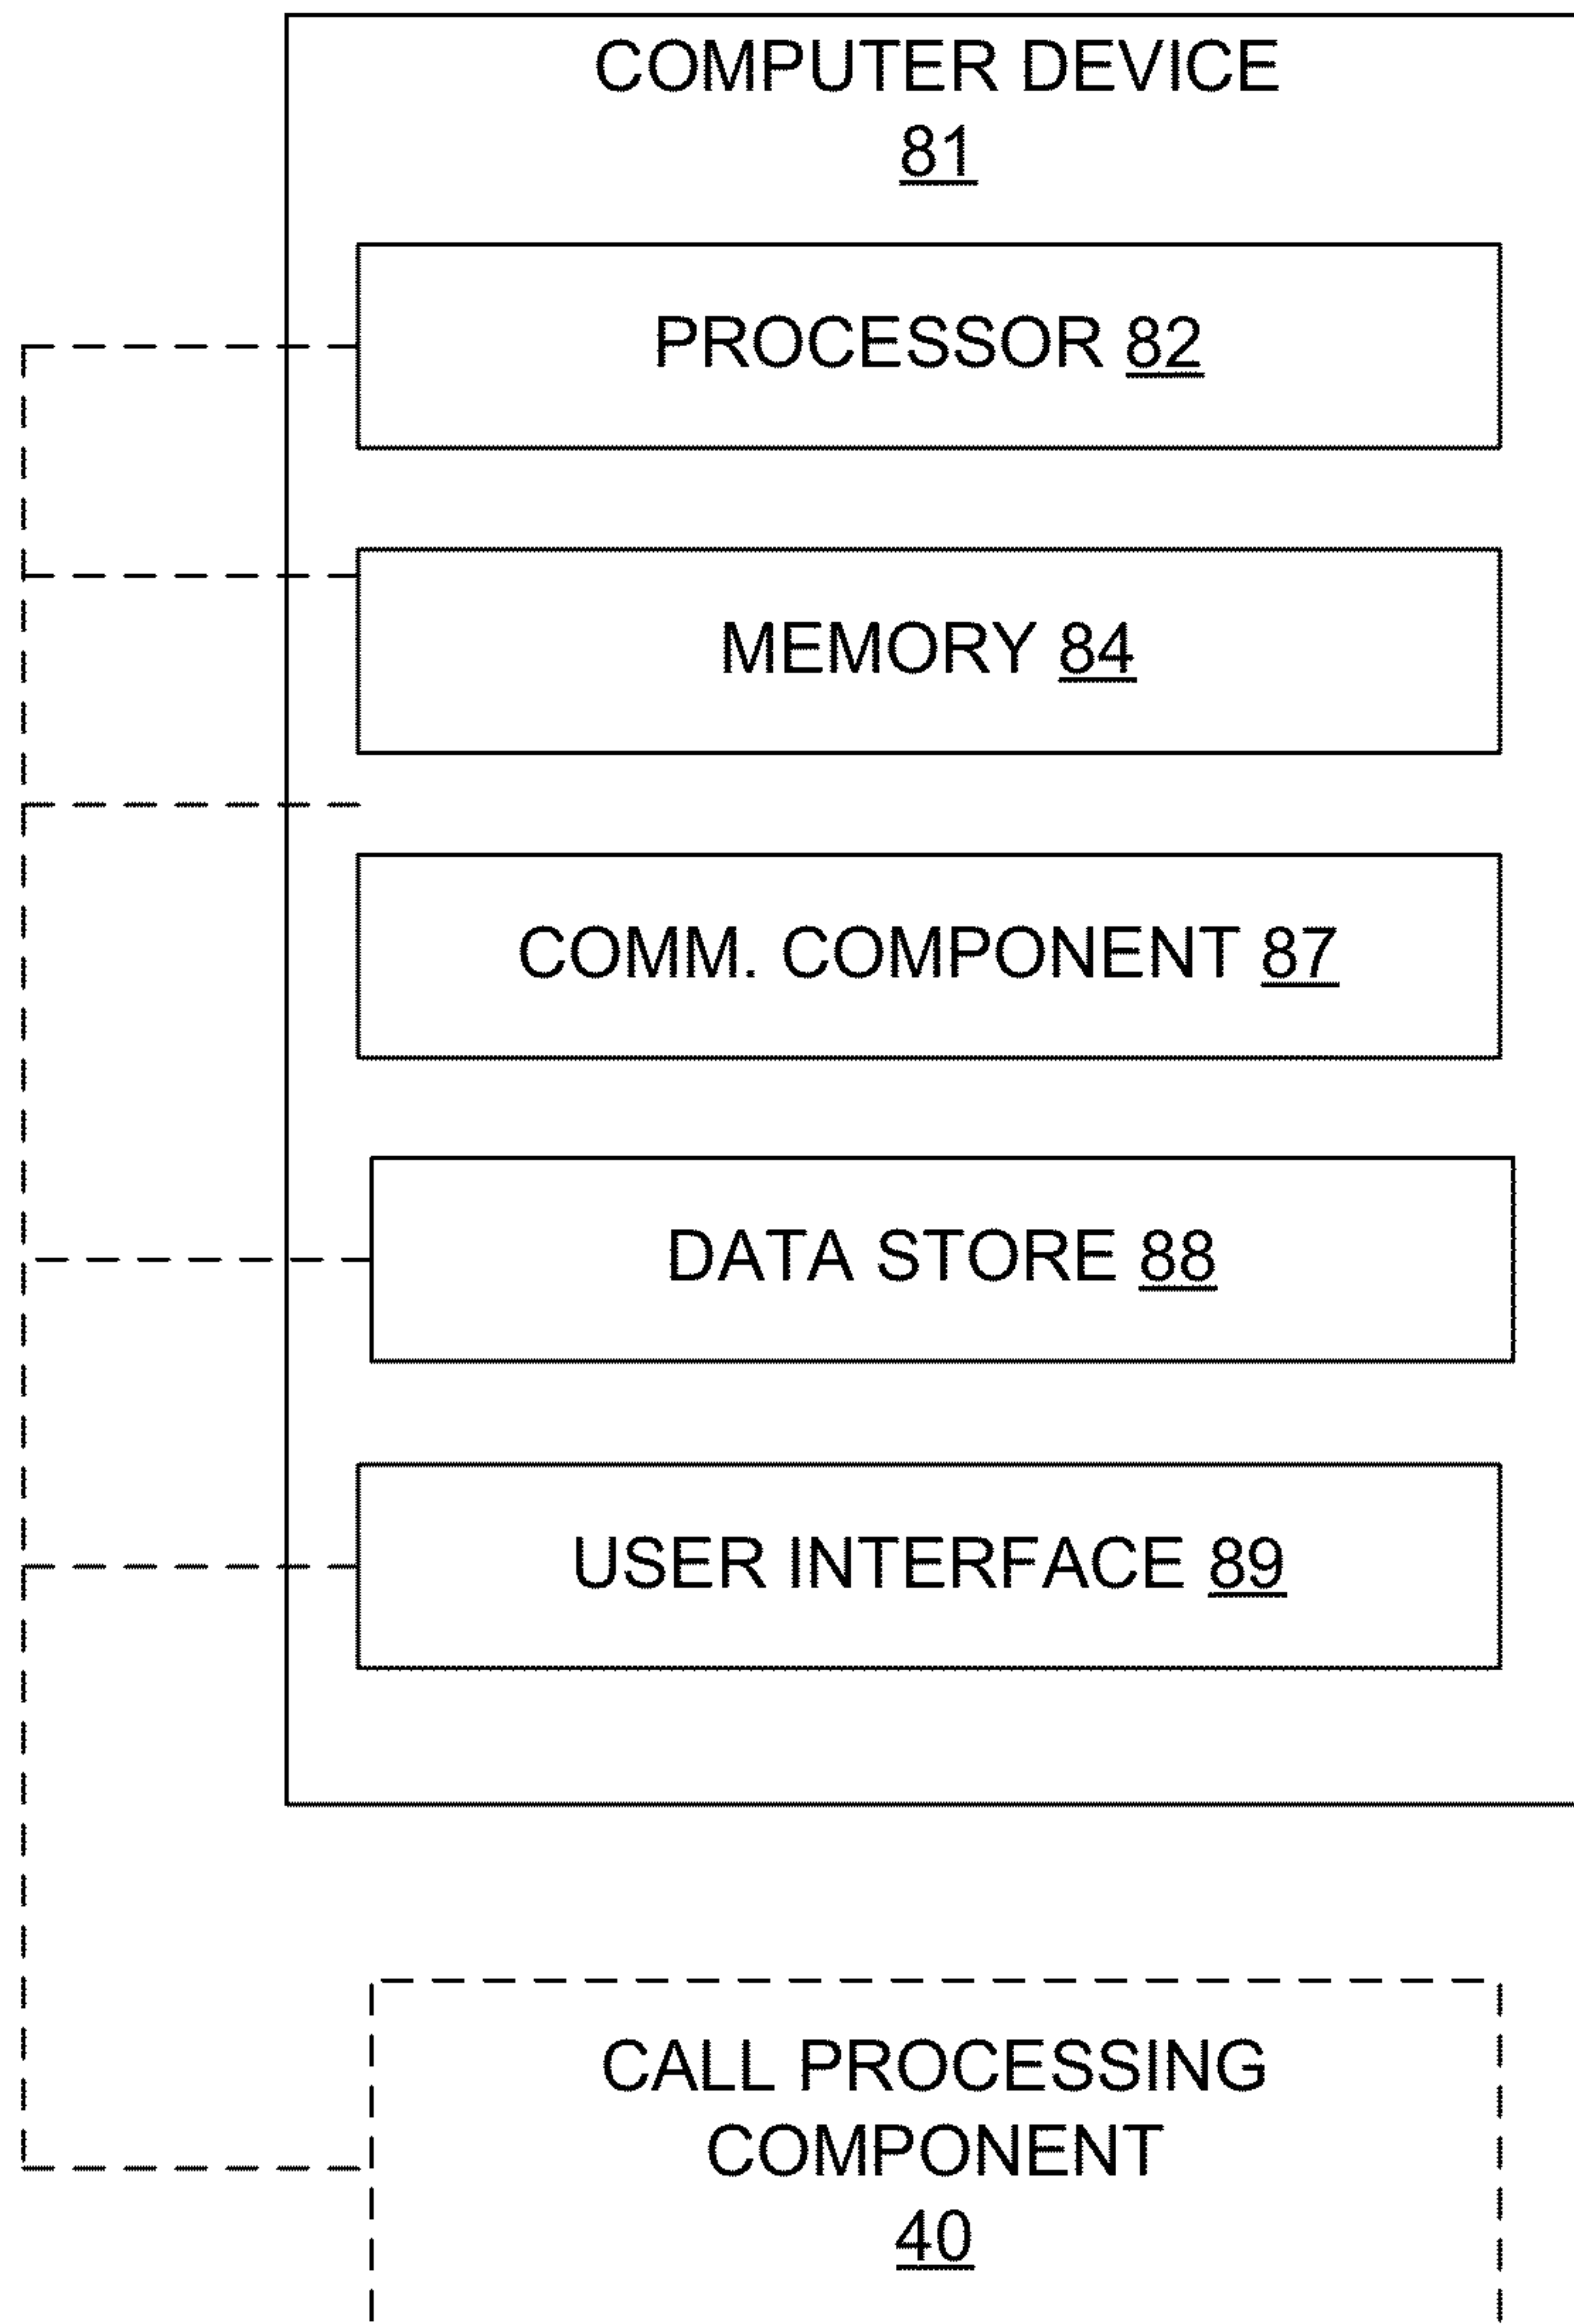 COMPUTER DEVICE
81
PROCESSOR 82
MEMORY 84
COMM. COMPONENT 87
DATA STORE 88
USER INTERFACE 89
CALL PROCESSING
COMPONENT
40